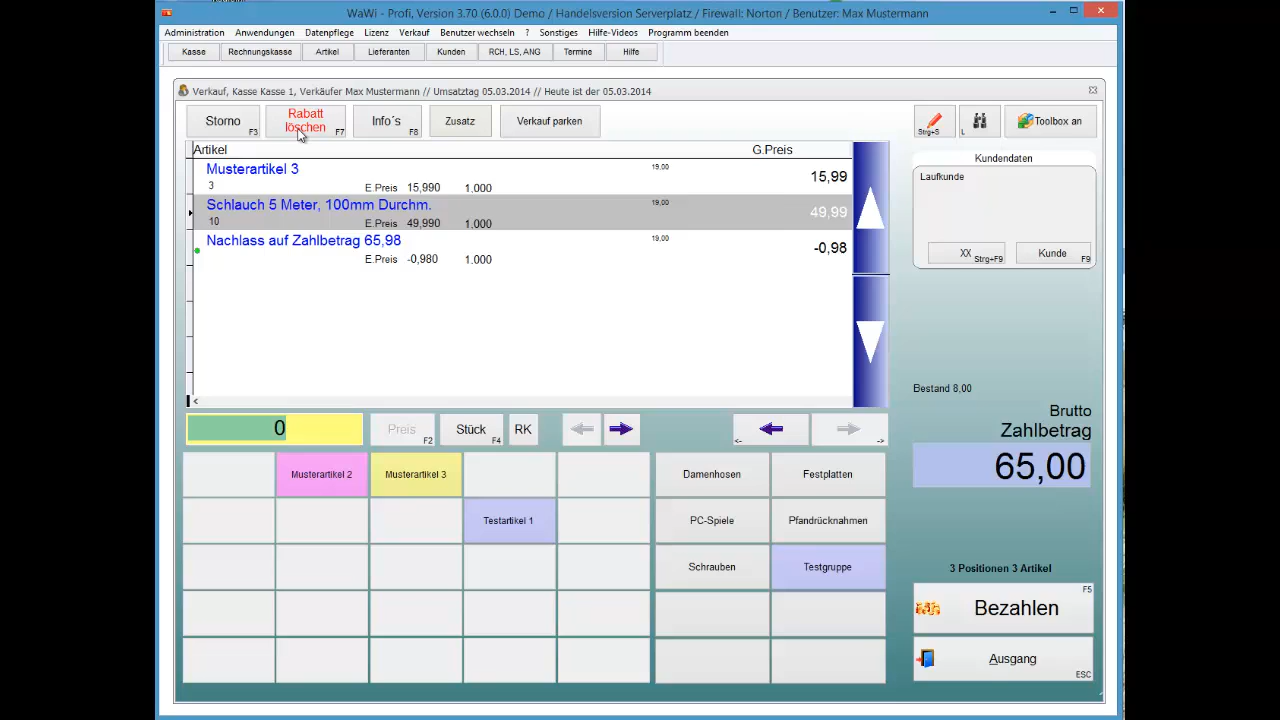 WaWi - Profi, Version 3.70 (6.0.0) Demo / Handelsversion Serverplatz / Firewall: Norton / Benutzer: Max Mustermann
Administration Anwendungen Datenpflege Lizenz Verkauf Benutzer wechseln ? Sonstiges Hilfe-Videos Programm beenden
Kasse Rechnungskasse Artikel Lieferanten Kunden RCH, LS, ANG Termine Hilfe
Verkauf, Kasse Kasse 1, Verkäufer Max Mustermann // Umsatztag 05.03.2014 // Heute ist der 05.03.2014
Storno F3
Rabatt
löschen F7
Info´s F8
Zusatz
Verkauf parken
Strg+S
L
Toolbox an
Artikel G.Preis
Musterartikel 3 19,00 15,99
3 E.Preis 15,990 1,000
Schlauch 5 Meter, 100mm Durchm. 19,00 49,99
10 E.Preis 49,990 1,000
Nachlass auf Zahlbetrag 65,98 19,00 -0,98
E.Preis -0,980 1.000
Kundendaten
Laufkunde
XX Strg+F9
Kunde F9
Bestand 8,00
Brutto
Zahlbetrag
65,00
0
Preis F2
Stück F4
RK
<-
->
Musterartikel 2 Musterartikel 3
Testartikel 1
Damenhosen Festplatten
PC-Spiele Pfandrücknahmen
Schrauben Testgruppe
3 Positionen 3 Artikel
Bezahlen F5
Ausgang ESC